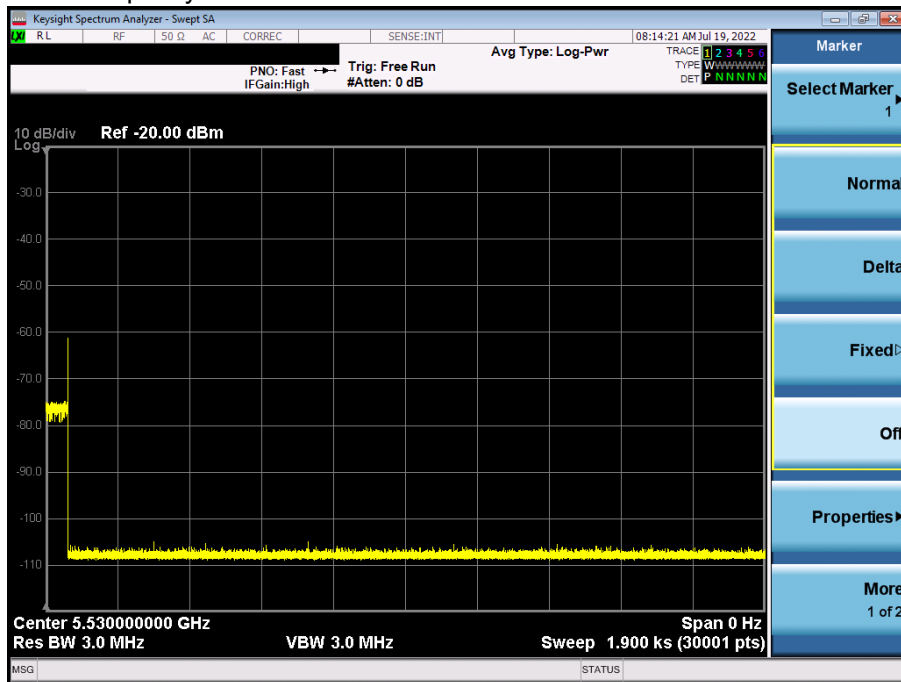 Keysight Spectrum Analyzer - Swept SA
LXI RL RF 50 Ω AC CORREC SENSE:INT 08:14:21 AM Jul 19, 2022
Avg Type: Log-Pwr
TRACE 1 2 3 4 5 6
TYPE WWWWWWW
DET P N N N N N
PNO: Fast
IFGain:High
Trig: Free Run
#Atten: 0 dB
10 dB/div
Log
Ref -20.00 dBm
-30.0
-40.0
-50.0
-60.0
-70.0
-80.0
-90.0
-100
-110
Center 5.530000000 GHz
Span 0 Hz
Res BW 3.0 MHz
VBW 3.0 MHz
Sweep 1.900 ks (30001 pts)
MSG
STATUS
Marker
Select Marker
1
Norma
Delta
Fixed
Off
Properties
More
1 of 2